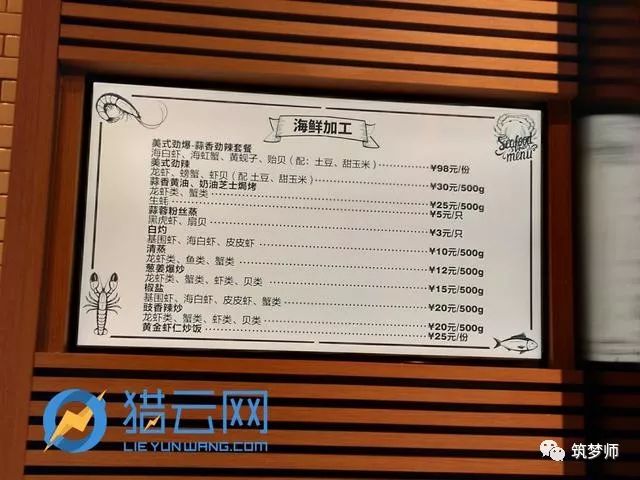 海鲜加工
Seafood menu
美式劲爆-蒜香劲辣套餐
海白虾、海虹蟹、黄蚬子、贻贝（配：土豆、甜玉米） ¥98元/份
美式劲辣
龙虾、螃蟹、虾贝（配 土豆、甜玉米） ¥30元/500g
蒜香黄油、奶油芝士焗烤
龙虾类、蟹类 ¥25元/500g
生蚝 ¥5元/只
蒜蓉粉丝蒸
黑虎虾、扇贝 ¥3元/只
白灼
基围虾、海白虾、皮皮虾 ¥10元/500g
清蒸
龙虾类、鱼类、蟹类 ¥12元/500g
葱姜爆炒
龙虾类、蟹类、虾类、贝类 ¥15元/500g
椒盐
基围虾、海白虾、皮皮虾、蟹类 ¥20元/500g
豉香辣炒
龙虾类、蟹类、虾类、贝类 ¥20元/500g
黄金虾仁炒饭 ¥25元/份
猎云网
LIEYUNWANG.COM
筑梦师